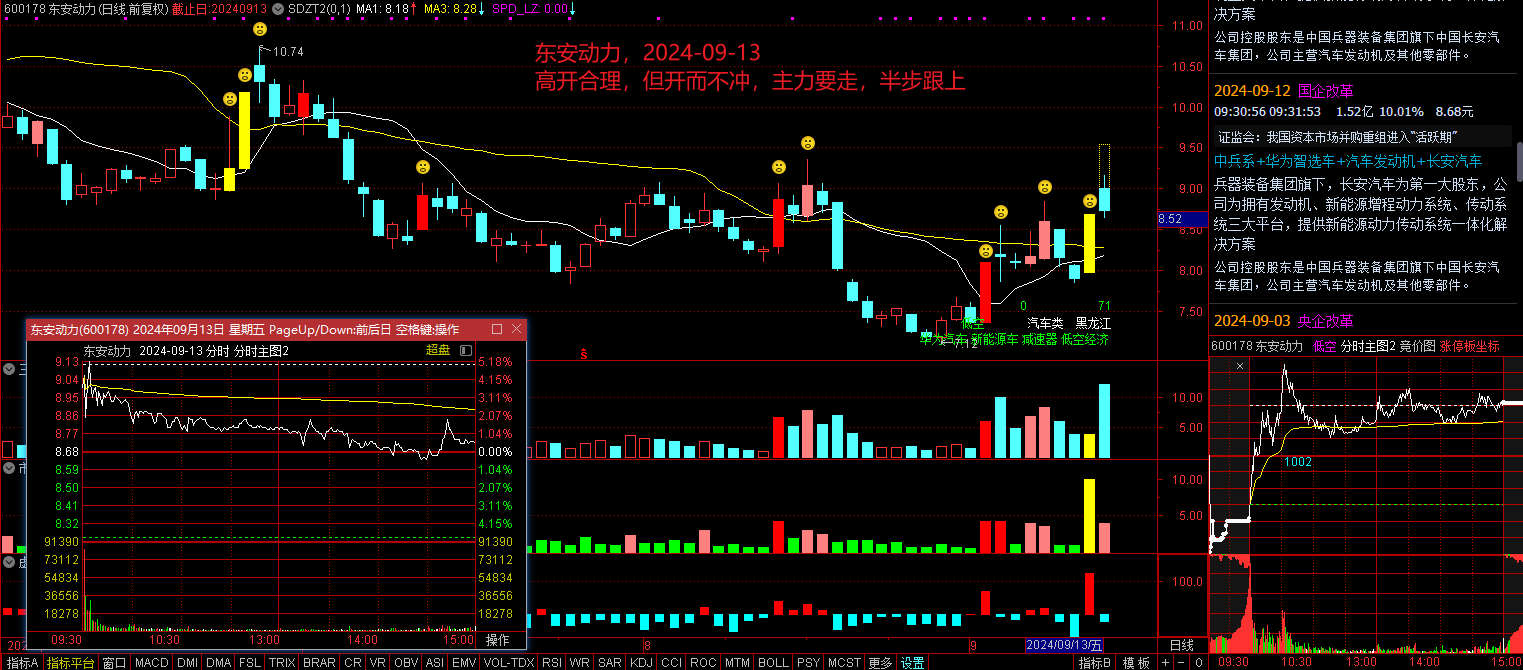 600178 东安动力(日线.前复权) 截止日:20240913 SDZT2(0,1) MA1: 8.18↑ MA3: 8.28↓ SPD_LZ: 0.00↓
10.74
东安动力，2024-09-13
高开合理，但开而不冲，主力要走，半步跟上
11.00
10.50
10.00
9.50
9.00
8.52
8.50
8.00
7.50
0
71
低空
汽车类
黑龙江
华为汽车
新能源车
减速器
低空经济
7.12
$
10.00
5.00
10.00
5.00
100.0
东安动力(600178) 2024年09月13日 星期五 PageUp/Down:前后日 空格键:操作
东安动力 2024-09-13 分时 分时主图2
超盘
9.13
9.04
8.95
8.86
8.77
8.68
8.59
8.50
8.41
8.32
91390
73112
54834
36556
18278
5.18%
4.15%
3.11%
2.07%
1.04%
0.00%
1.04%
2.07%
3.11%
4.15%
91390
73112
54834
36556
18278
09:30
10:30
13:00
14:00
15:00
操作
8
9
2024/09/13/五
日线
指标A 指标平台 窗口 MACD DMI DMA FSL TRIX BRAR CR VR OBV ASI EMV VOL-TDX RSI WR SAR KDJ CCI ROC MTM BOLL PSY MCST 更多 设置
指标B 模板 + − O
决方案
公司控股股东是中国兵器装备集团旗下中国长安汽
车集团，公司主营汽车发动机及其他零部件。
2024-09-12 国企改革
09:30:56 09:31:53 1.52亿 10.01% 8.68元
证监会：我国资本市场并购重组进入“活跃期”
中兵系+华为智选车+汽车发动机+长安汽车
兵器装备集团旗下，长安汽车为第一大股东，公
司为拥有发动机、新能源增程动力系统、传动系
统三大平台，提供新能源动力传动系统一体化解
决方案
公司控股股东是中国兵器装备集团旗下中国长安汽
车集团，公司主营汽车发动机及其他零部件。
2024-09-03 央企改革
600178 东安动力 低空 分时主图2 竞价图 涨停板坐标
1002
09:30
10:30
13:00
14:00
15:00